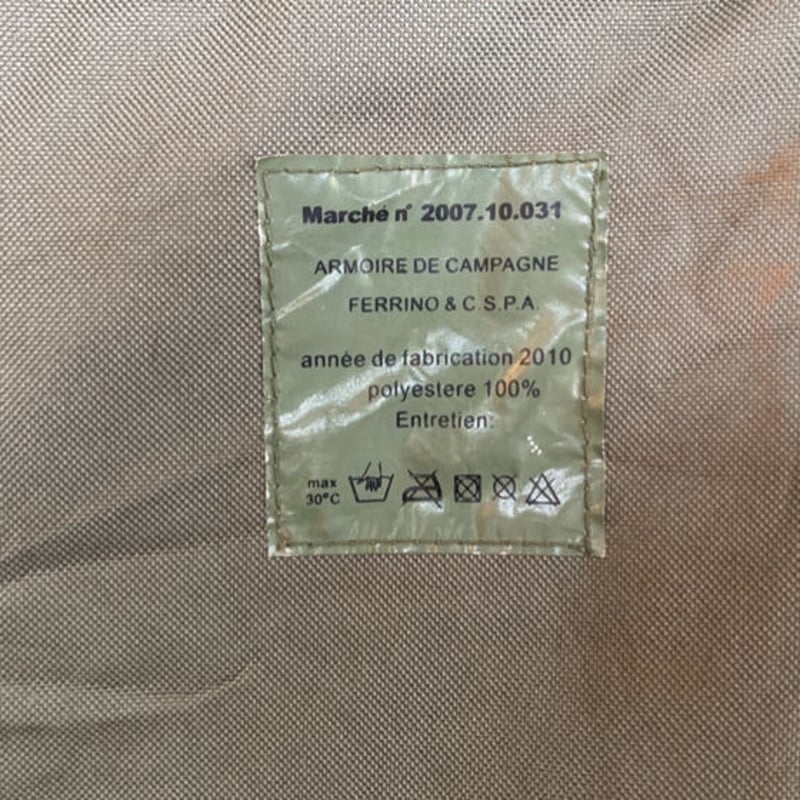 Marché n° 2007.10.031
ARMOIRE DE CAMPAGNE
FERRINO & C S.P.A
année de fabrication 2010
polyestere 100%
Entretien:
max
30°C